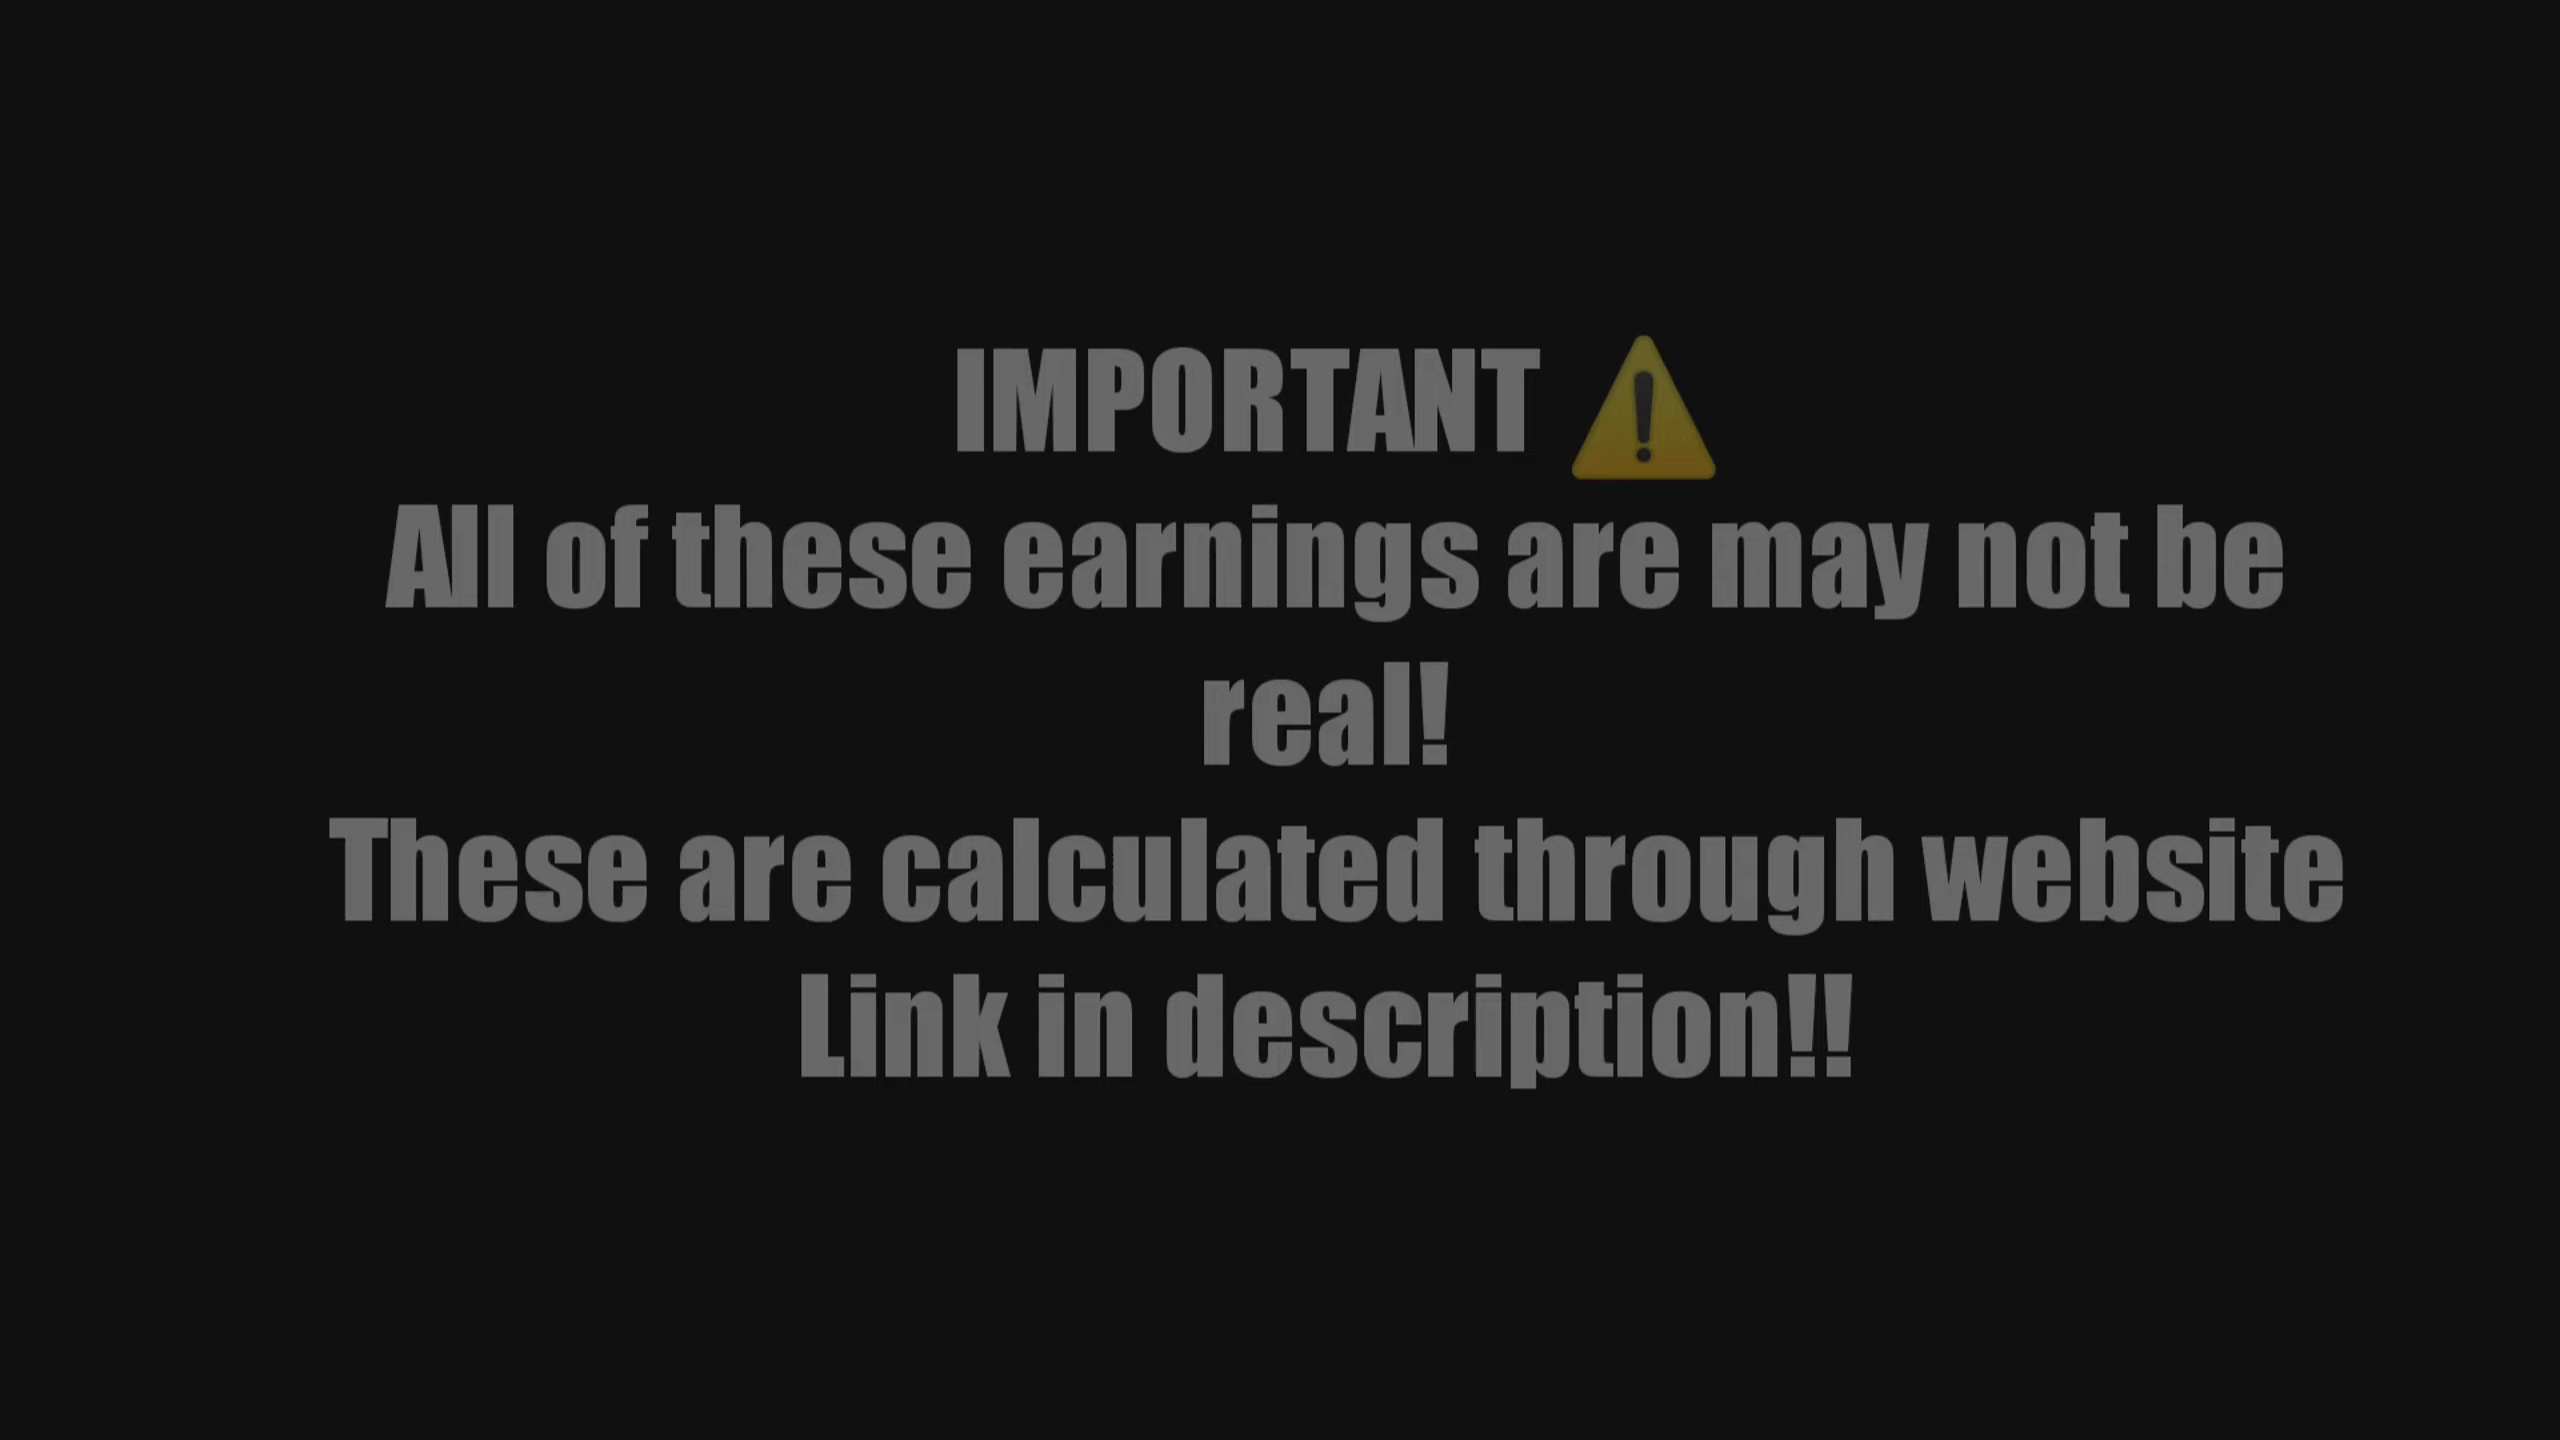 IMPORTANT ⚠️
All of these earnings are may not be
real!
These are calculated through website
Link in description!!